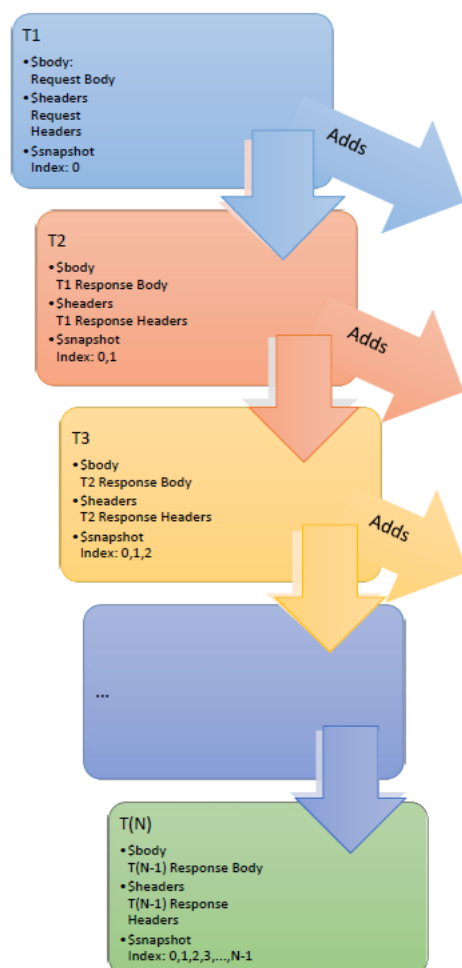 T1
•$body:
Request Body
•$headers
Request
Headers
•$snapshot
Index: 0
Adds
T2
•$body
T1 Response Body
•$headers
T1 Response Headers
•$snapshot
Index: 0,1
Adds
T3
•$body
T2 Response Body
•$headers
T2 Response Headers
•$snapshot
Index: 0,1,2
Adds
...
T(N)
•$body
T(N-1) Response Body
•$headers
T(N-1) Response
Headers
•$snapshot
Index: 0,1,2,3,...,N-1